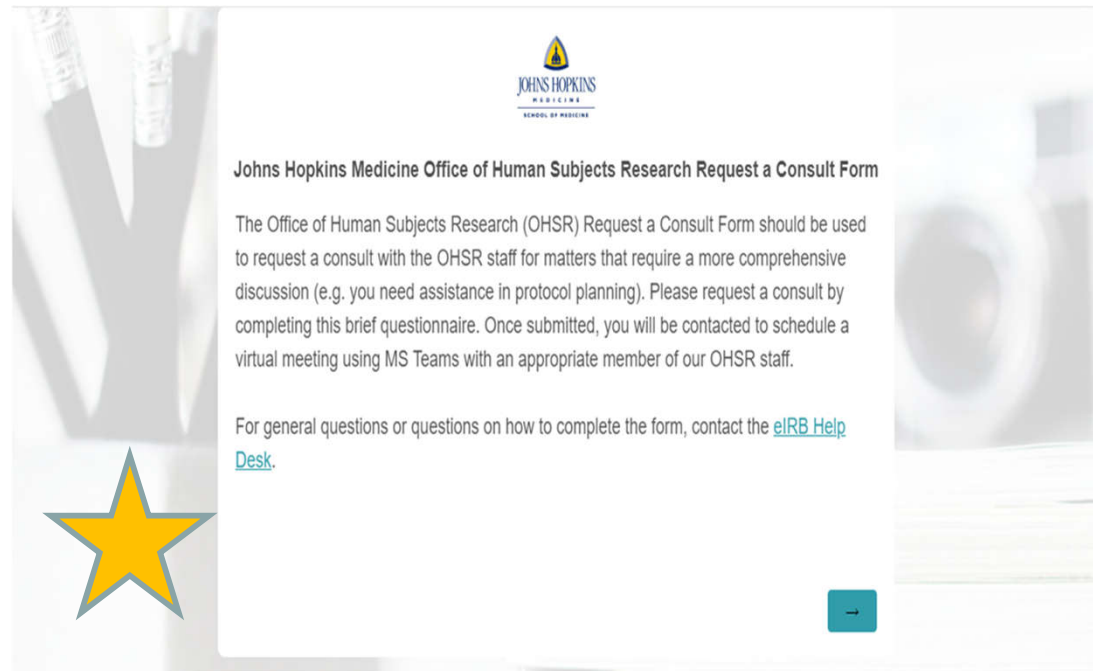 JOHNS HOPKINS
MEDICINE
SCHOOL OF MEDICINE
Johns Hopkins Medicine Office of Human Subjects Research Request a Consult Form
The Office of Human Subjects Research (OHSR) Request a Consult Form should be used
to request a consult with the OHSR staff for matters that require a more comprehensive
discussion (e.g. you need assistance in protocol planning). Please request a consult by
completing this brief questionnaire. Once submitted, you will be contacted to schedule a
virtual meeting using MS Teams with an appropriate member of our OHSR staff.
For general questions or questions on how to complete the form, contact the eIRB Help
Desk.
→